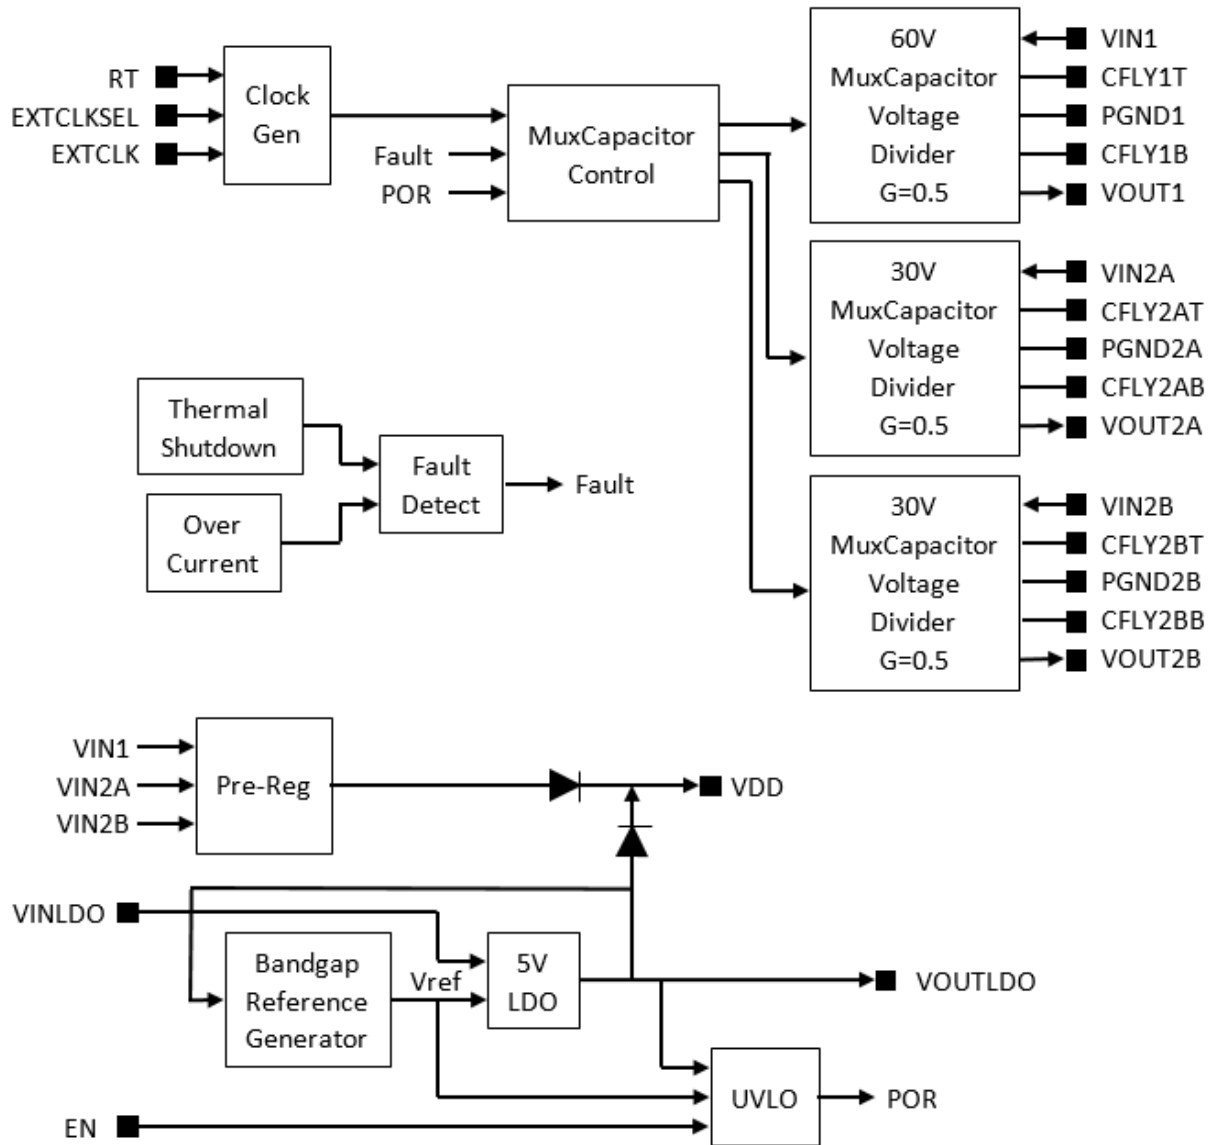 RT
EXTCLKSEL
EXTCLK
Clock
Gen
Fault
POR
MuxCapacitor
Control
60V
MuxCapacitor
Voltage
Divider
G=0.5
VIN1
CFLY1T
PGND1
CFLY1B
VOUT1
30V
MuxCapacitor
Voltage
Divider
G=0.5
VIN2A
CFLY2AT
PGND2A
CFLY2AB
VOUT2A
Thermal
Shutdown
Over
Current
Fault
Detect
Fault
30V
MuxCapacitor
Voltage
Divider
G=0.5
VIN2B
CFLY2BT
PGND2B
CFLY2BB
VOUT2B
VIN1
VIN2A
VIN2B
Pre-Reg
VDD
VINLDO
Bandgap
Reference
Generator
Vref
5V
LDO
VOUTLDO
EN
UVLO
POR